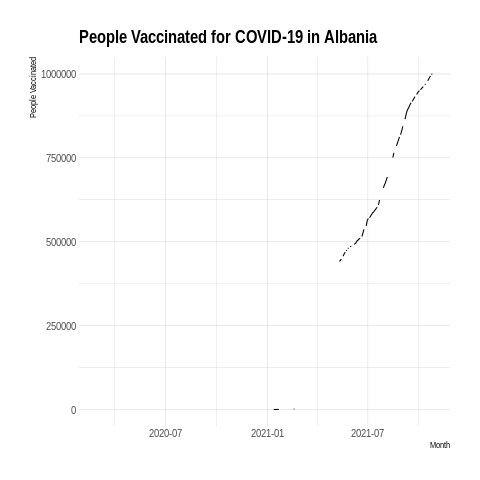 People Vaccinated for COVID-19 in Albania
People Vaccinated
1000000
750000
500000
250000
0
2020-07 2021-01 2021-07
Month